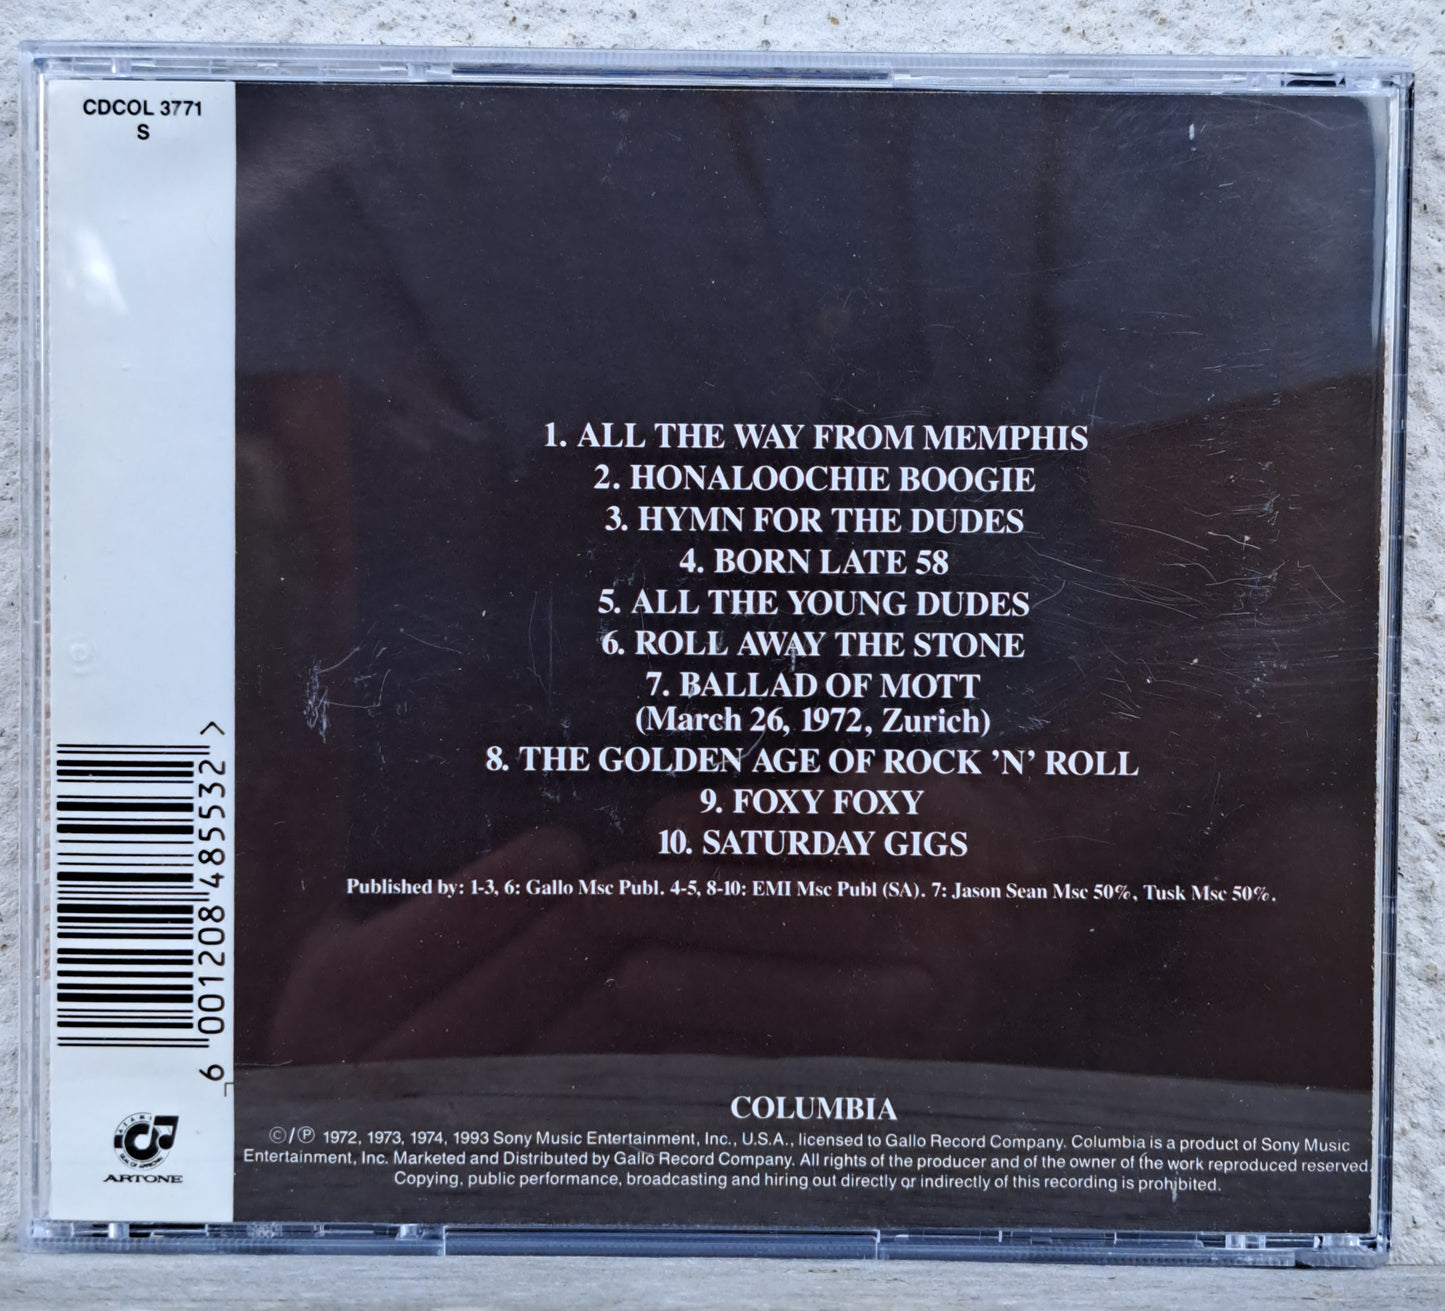 CDCOL 3771
S
1. ALL THE WAY FROM MEMPHIS
2. HONALOOCHIE BOOGIE
3. HYMN FOR THE DUDES
4. BORN LATE 58
5. ALL THE YOUNG DUDES
6. ROLL AWAY THE STONE
7. BALLAD OF MOTT
(March 26, 1972, Zurich)
8. THE GOLDEN AGE OF ROCK 'N' ROLL
9. FOXY FOXY
10. SATURDAY GIGS
Published by: 1-3, 6: Gallo Msc Publ. 4-5, 8-10: EMI Msc Publ (SA). 7: Jason Sean Msc 50%, Tusk Msc 50%.
6 001208 485532 >
COLUMBIA
©/℗ 1972, 1973, 1974, 1993 Sony Music Entertainment, Inc., U.S.A., licensed to Gallo Record Company. Columbia is a product of Sony Music
Entertainment, Inc. Marketed and Distributed by Gallo Record Company. All rights of the producer and of the owner of the work reproduced reserved.
Copying, public performance, broadcasting and hiring out directly or indirectly of this recording is prohibited.
SEAL OF APPROVAL
ARTONE